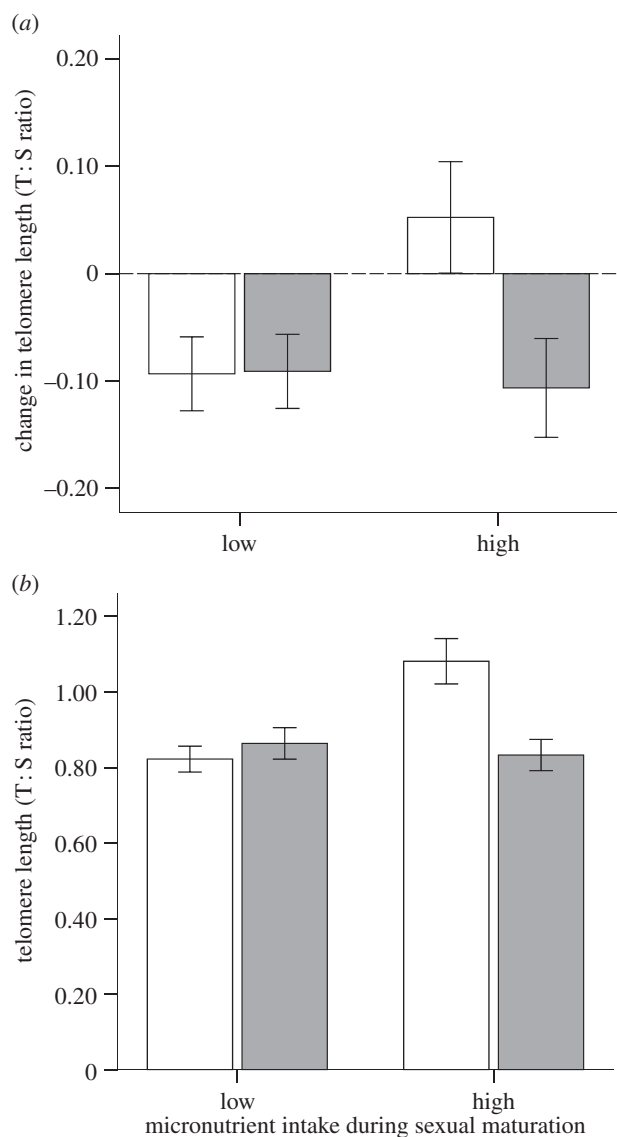 (a)
0.20
0.10
0
–0.10
–0.20
change in telomere length (T : S ratio)
low high
(b)
1.20
1.00
0.80
0.60
0.40
0.20
0
telomere length (T : S ratio)
low high
micronutrient intake during sexual maturation